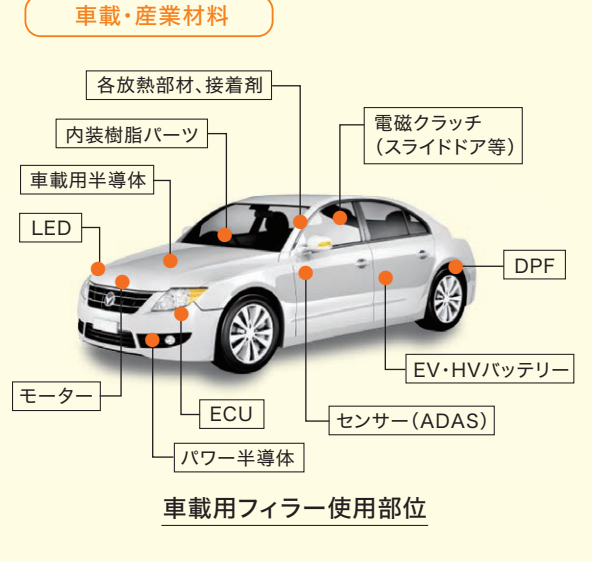 車載・産業材料
各放熱部材、接着剤
電磁クラッチ
（スライドドア等）
内装樹脂パーツ
車載用半導体
LED
DPF
EV・HVバッテリー
モーター
ECU
センサー（ADAS）
パワー半導体
車載用フィラー使用部位